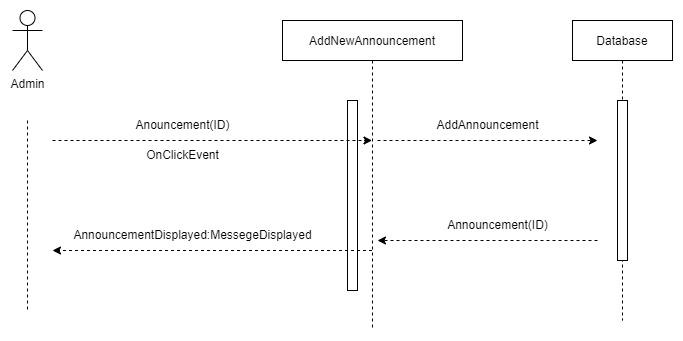 AddNewAnnouncement
Database
Admin
Anouncement(ID)
AddAnnouncement
OnClickEvent
Announcement(ID)
AnnouncementDisplayed:MessegeDisplayed